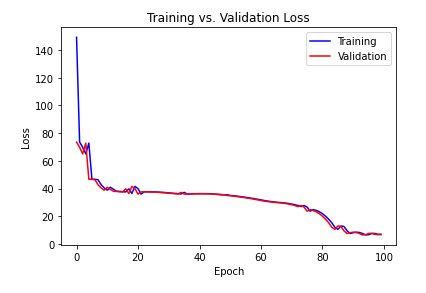 Training vs. Validation Loss
Training
Validation
140
120
100
80
60
40
20
0
Loss
0 20 40 60 80 100
Epoch